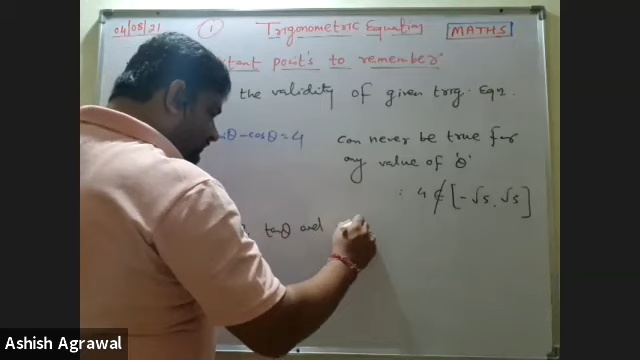 04/08/21 1 Trigonometric Equation MATHS
point's to remember
the validity of given trig. Eqn.
θ - cosθ = 4 can never be true for
any value of 'θ'
: 4 ∉ [-√5, √5]
tanθ and
Ashish Agrawal